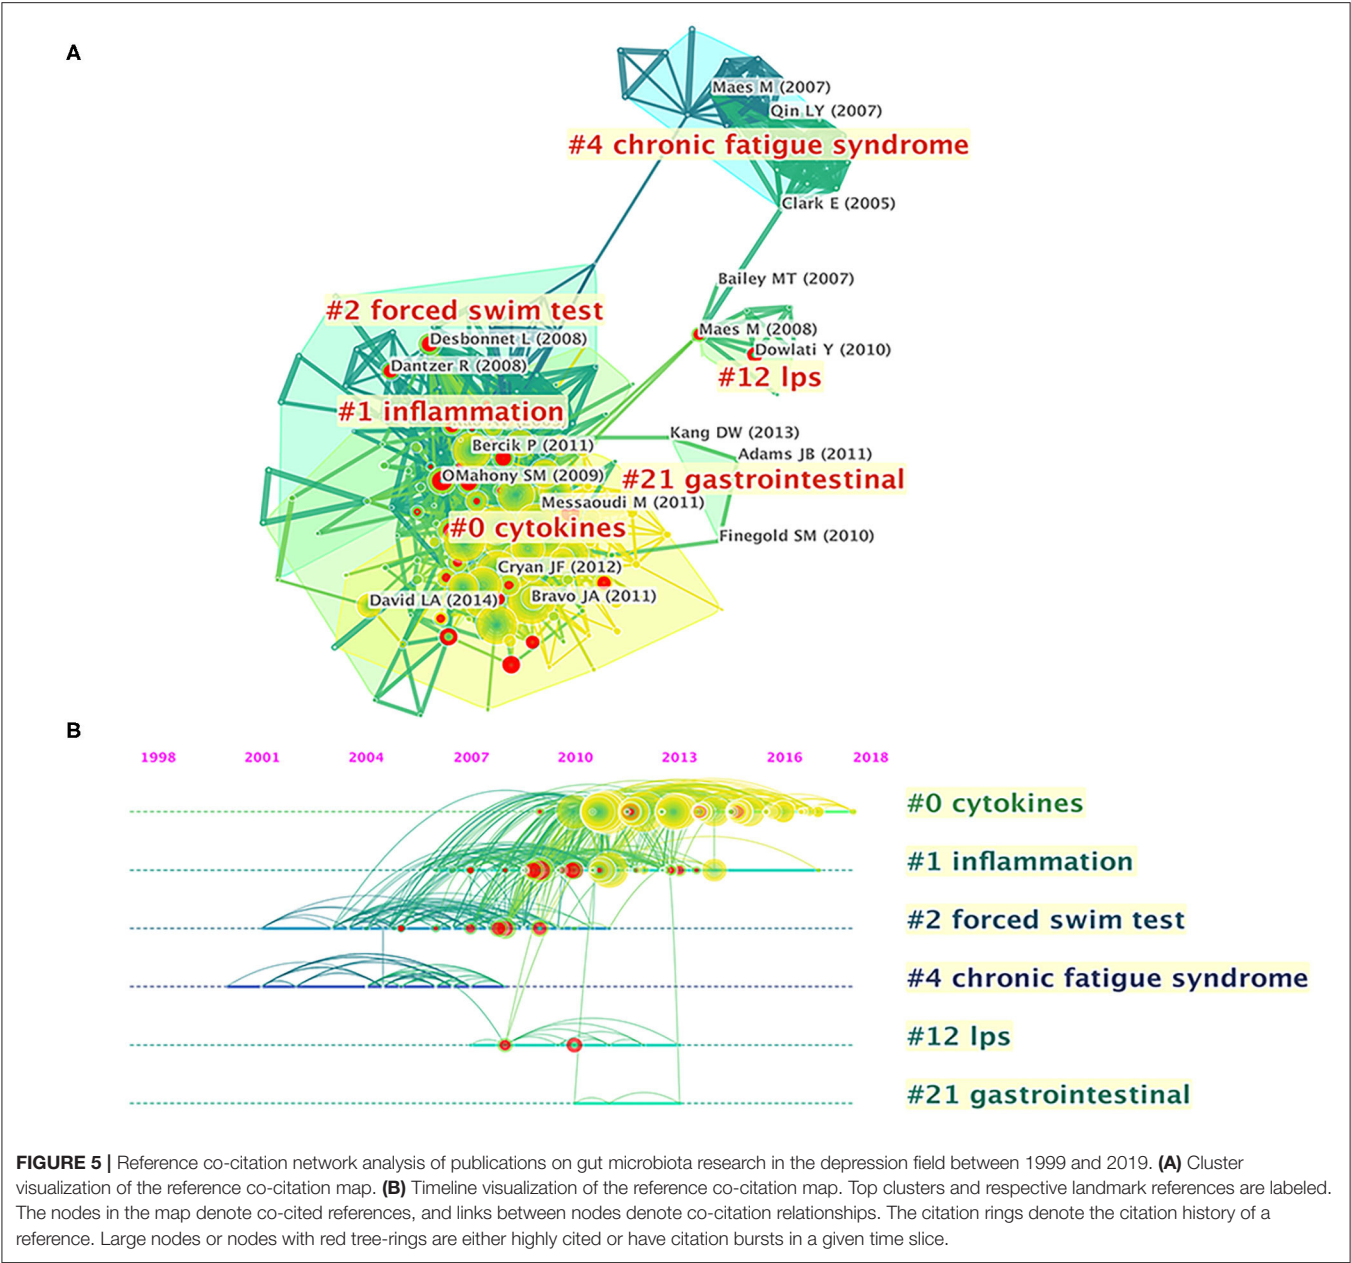 A
Maes M (2007)
Qin LY (2007)
#4 chronic fatigue syndrome
Clark E (2005)
Bailey MT (2007)
#2 forced swim test
Maes M (2008)
Desbonnet L (2008)
Dowlati Y (2010)
Dantzer R (2008)
#12 lps
#1 inflammation
Kang DW (2013)
Bercik P (2011)
Adams JB (2011)
OMahony SM (2009)
#21 gastrointestinal
Messaoudi M (2011)
#0 cytokines
Finegold SM (2010)
Cryan JF (2012)
David LA (2014)
Bravo JA (2011)
B
1998 2001 2004 2007 2010 2013 2016 2018
#0 cytokines
#1 inflammation
#2 forced swim test
#4 chronic fatigue syndrome
#12 lps
#21 gastrointestinal
FIGURE 5 | Reference co-citation network analysis of publications on gut microbiota research in the depression field between 1999 and 2019. (A) Cluster
visualization of the reference co-citation map. (B) Timeline visualization of the reference co-citation map. Top clusters and respective landmark references are labeled.
The nodes in the map denote co-cited references, and links between nodes denote co-citation relationships. The citation rings denote the citation history of a
reference. Large nodes or nodes with red tree-rings are either highly cited or have citation bursts in a given time slice.